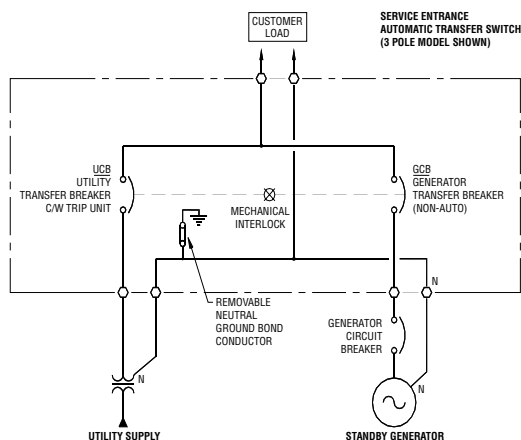 CUSTOMER
LOAD
SERVICE ENTRANCE
AUTOMATIC TRANSFER SWITCH
(3 POLE MODEL SHOWN)
UCB
UTILITY
TRANSFER BREAKER
C/W TRIP UNIT
GCB
GENERATOR
TRANSFER BREAKER
(NON-AUTO)
MECHANICAL
INTERLOCK
REMOVABLE
NEUTRAL
GROUND BOND
CONDUCTOR
N
GENERATOR
CIRCUIT
BREAKER
N
N
UTILITY SUPPLY
STANDBY GENERATOR